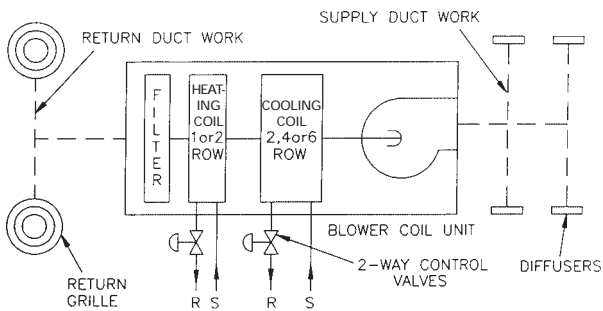 SUPPLY DUCT WORK
RETURN DUCT WORK
FILTER
HEAT-
ING
COIL
1or2
ROW
COOLING
COIL
2,4or6
ROW
BLOWER COIL UNIT
2-WAY CONTROL
VALVES
DIFFUSERS
RETURN
GRILLE
R S
R S